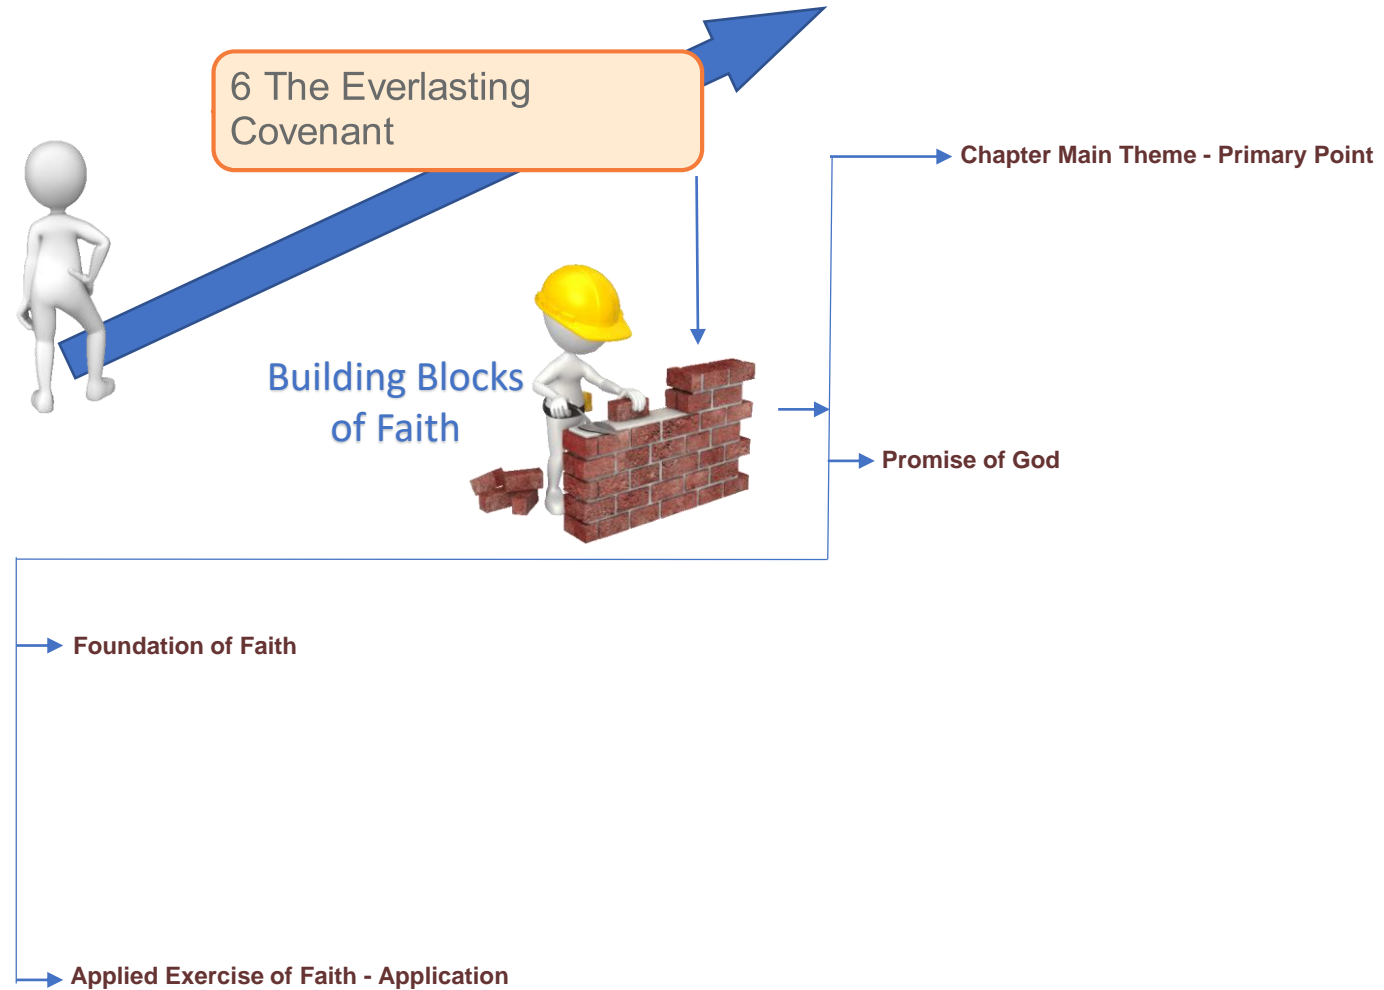 6 The Everlasting
Covenant
Chapter Main Theme - Primary Point
Building Blocks
of Faith
Promise of God
Foundation of Faith
Applied Exercise of Faith - Application